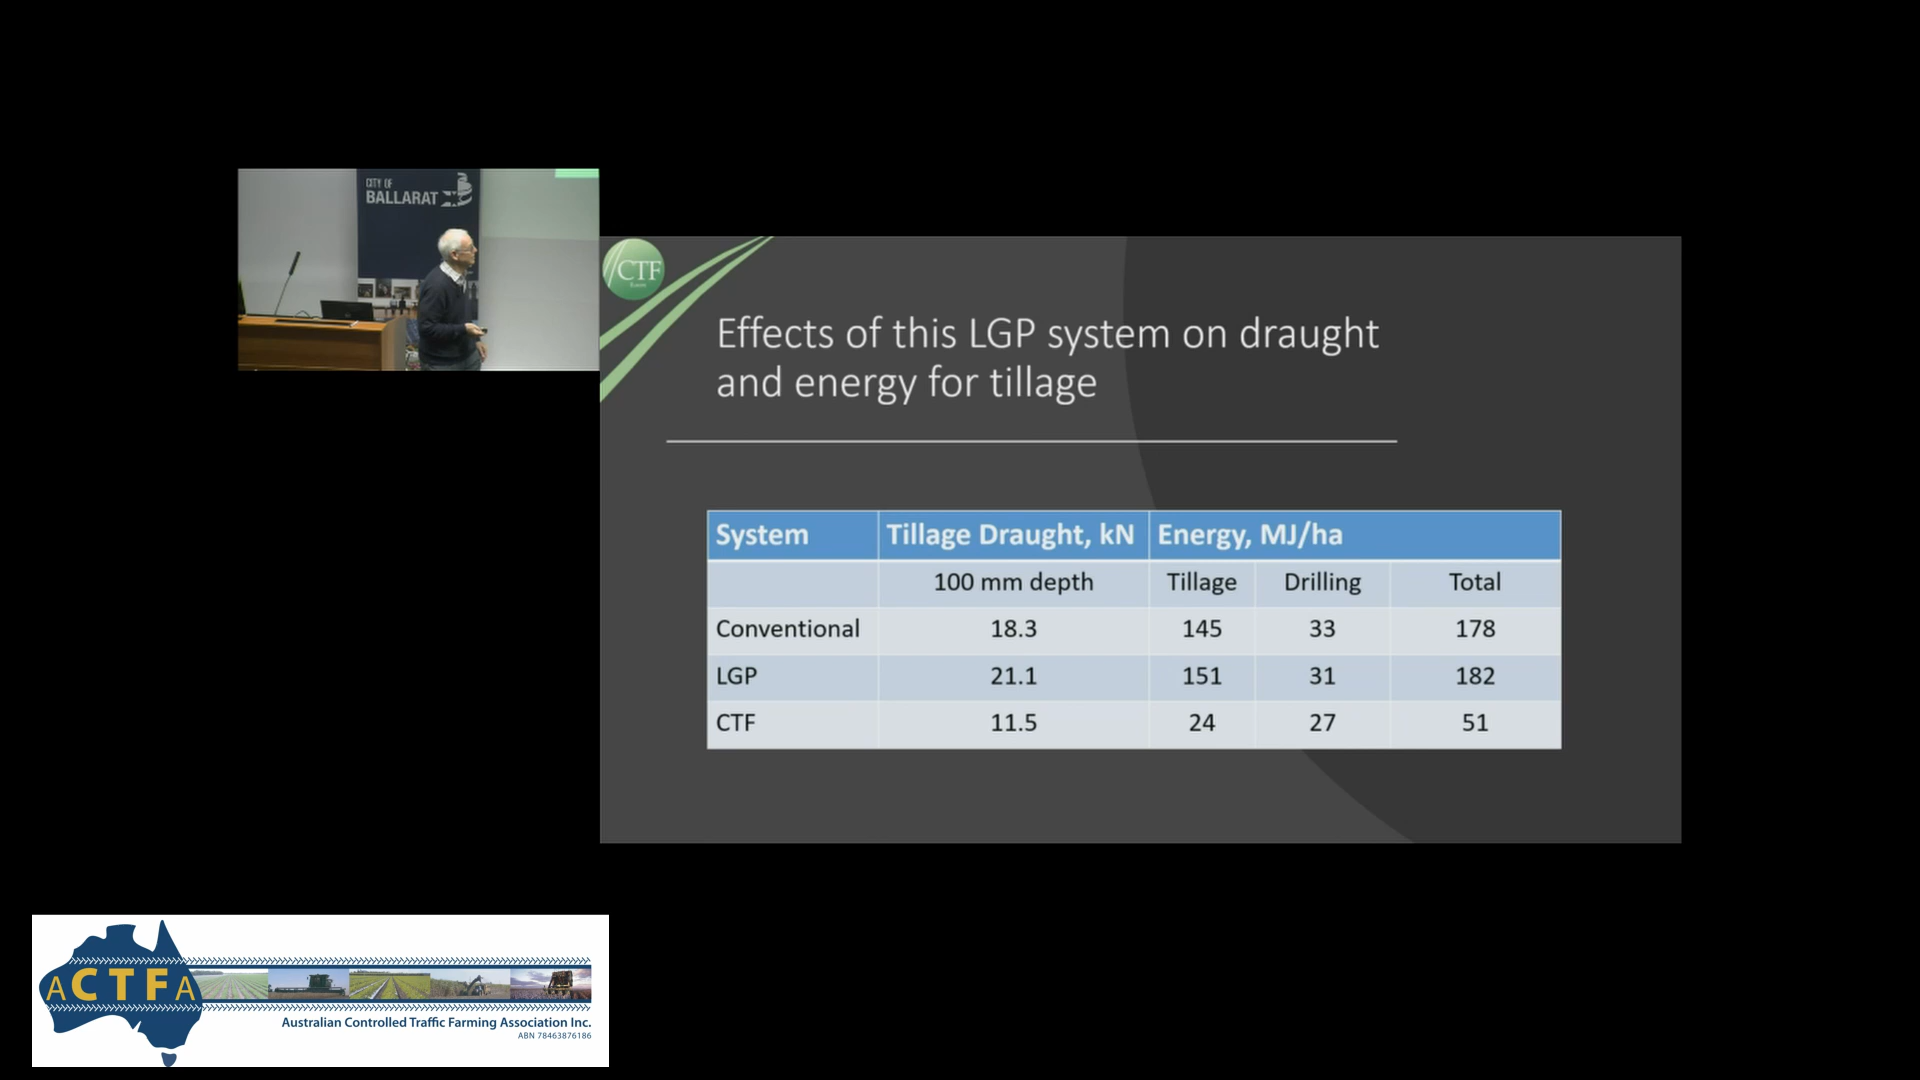 CITY OF
BALLARAT
CTF
Effects of this LGP system on draught
and energy for tillage
System Tillage Draught, kN Energy, MJ/ha
100 mm depth Tillage Drilling Total
Conventional 18.3 145 33 178
LGP 21.1 151 31 182
CTF 11.5 24 27 51
ACTFA
Australian Controlled Traffic Farming Association Inc.
ABN 78463876186